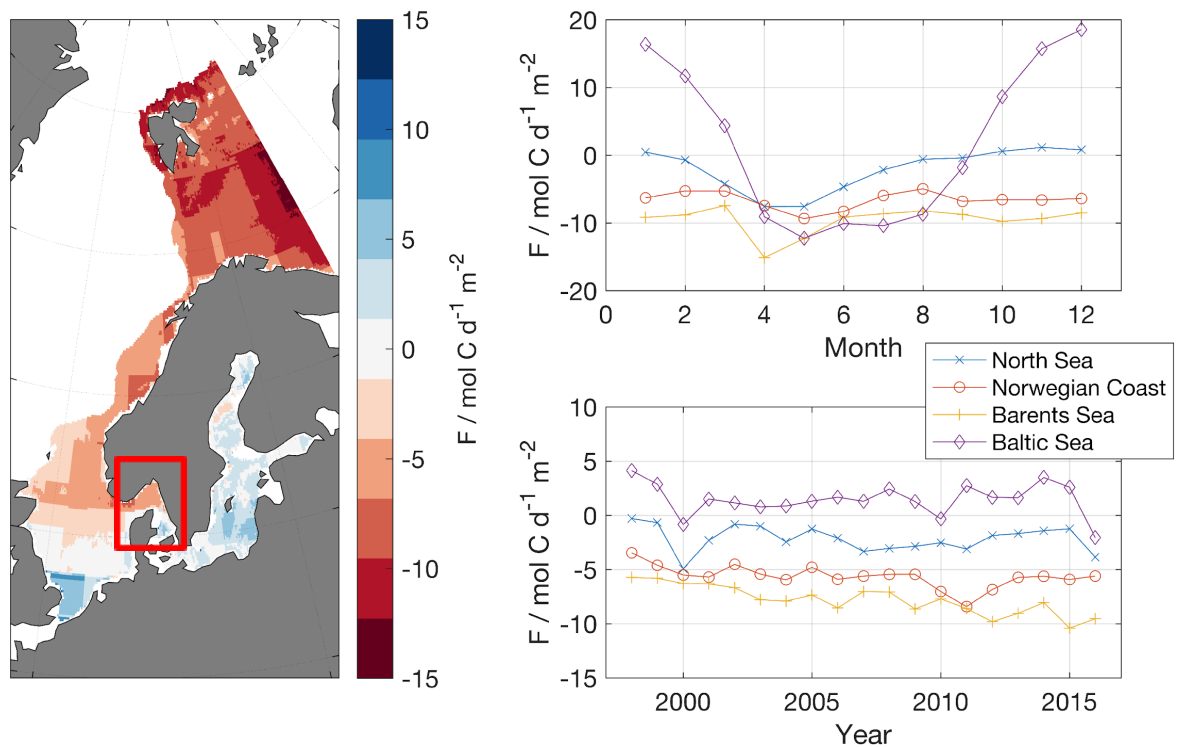 15
10
5
0
-5
-10
-15
F / mol C d⁻¹ m⁻²
20
10
0
-10
-20
F / mol C d⁻¹ m⁻²
0 2 4 6 8 10 12
Month
North Sea
Norwegian Coast
Barents Sea
Baltic Sea
10
5
0
-5
-10
-15
F / mol C d⁻¹ m⁻²
2000 2005 2010 2015
Year